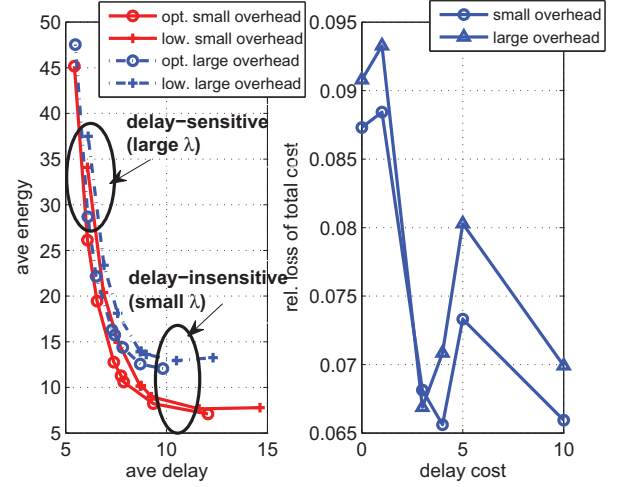 opt. small overhead
low. small overhead
opt. large overhead
low. large overhead
small overhead
large overhead
50
45
40
35
30
25
20
15
10
5
ave energy
delay−sensitive
(large λ)
delay−insensitive
(small λ)
5
10
15
ave delay
0.095
0.09
0.085
0.08
0.075
0.07
0.065
rel. loss of total cost
0
5
10
delay cost